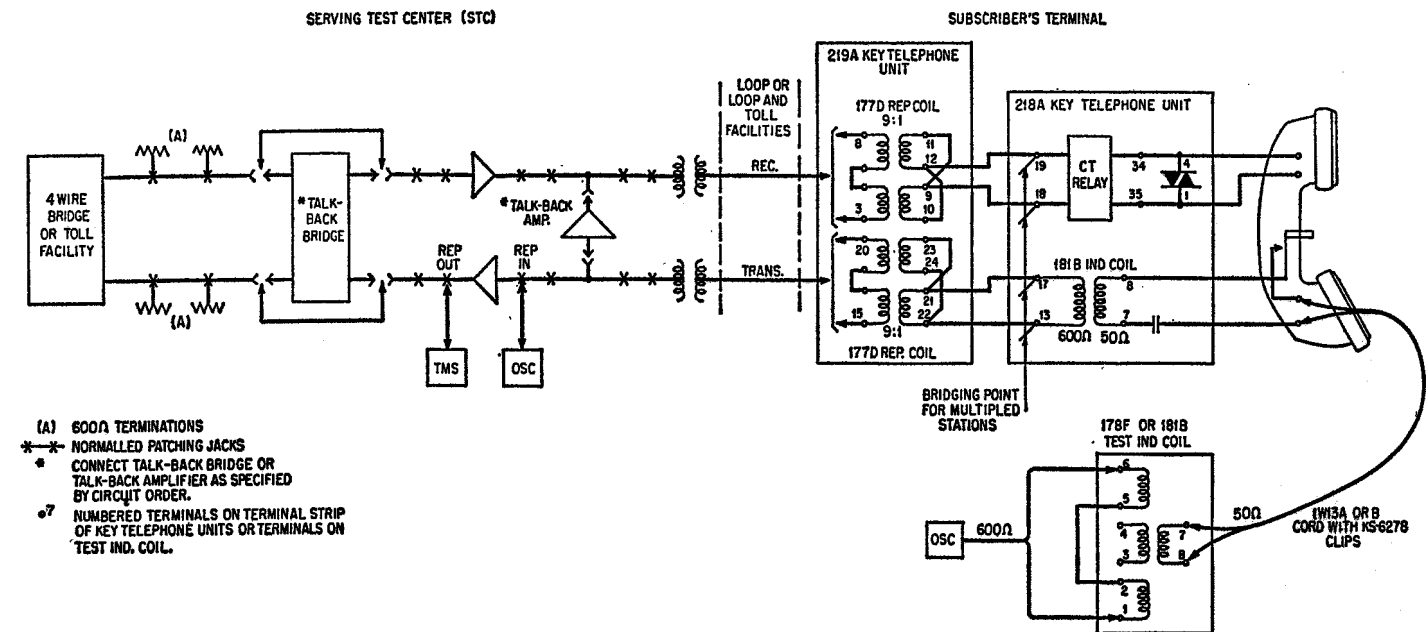 SERVING TEST CENTER (STC)
SUBSCRIBER'S TERMINAL
219A KEY TELEPHONE
UNIT
LOOP OR
LOOP AND
TOLL
FACILITIES
177D REP COIL
9:1
218A KEY TELEPHONE UNIT
(A)
8
11
12
9
3
10
19
18
CT
RELAY
34
35
4
1
REC.
4 WIRE
BRIDGE
OR TOLL
FACILITY
* TALK-
BACK
BRIDGE
* TALK-BACK
AMP.
REP
OUT
REP
IN
TRANS.
20
23
24
21
15
22
9:1
177D REP. COIL
181B IND COIL
17
13
8
7
600Ω 50Ω
(A)
TMS
OSC
BRIDGING POINT
FOR MULTIPLED
STATIONS
(A) 600Ω TERMINATIONS
NORMALLED PATCHING JACKS
* CONNECT TALK-BACK BRIDGE OR
TALK-BACK AMPLIFIER AS SPECIFIED
BY CIRCUIT ORDER.
7 NUMBERED TERMINALS ON TERMINAL STRIP
OF KEY TELEPHONE UNITS OR TERMINALS ON
TEST IND. COIL.
178F OR 181B
TEST IND COIL
6
5
4
3
2
1
7
8
OSC
600Ω
50Ω
1W13A OR B
CORD WITH KS-6278
CLIPS